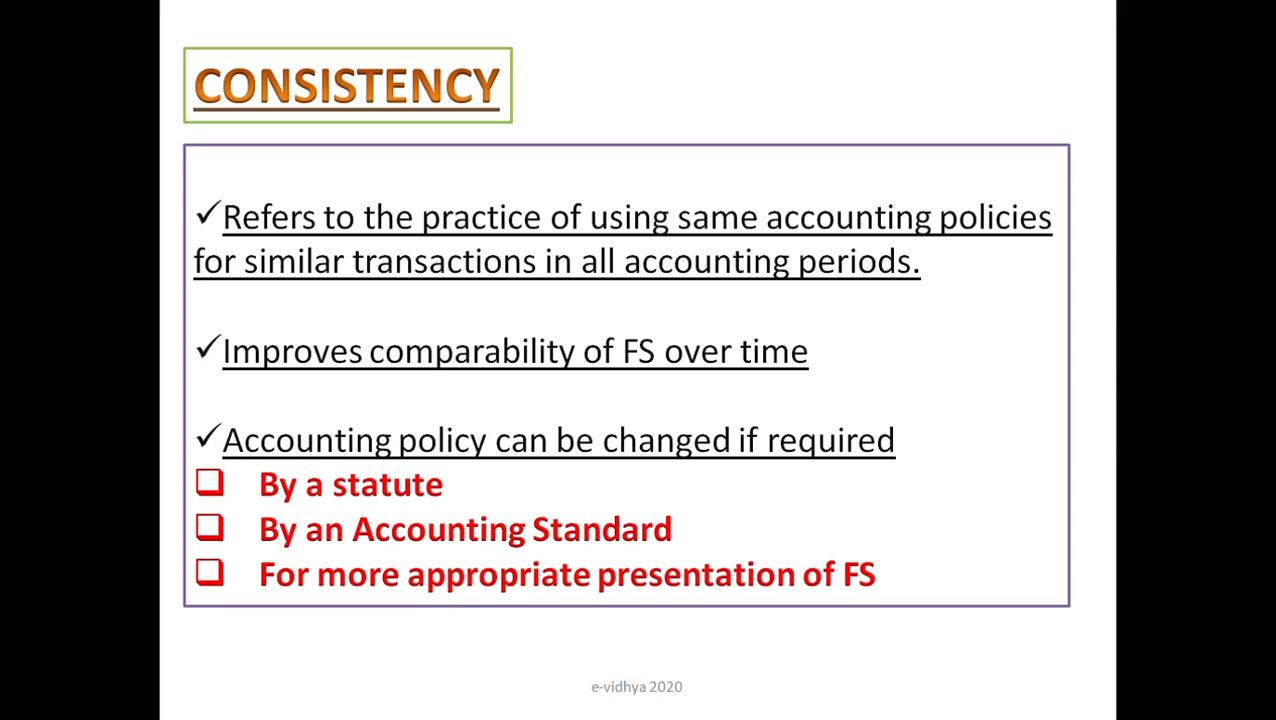 CONSISTENCY
✓Refers to the practice of using same accounting policies
for similar transactions in all accounting periods.
✓Improves comparability of FS over time
✓Accounting policy can be changed if required
❑ By a statute
❑ By an Accounting Standard
❑ For more appropriate presentation of FS
e-vidhya 2020